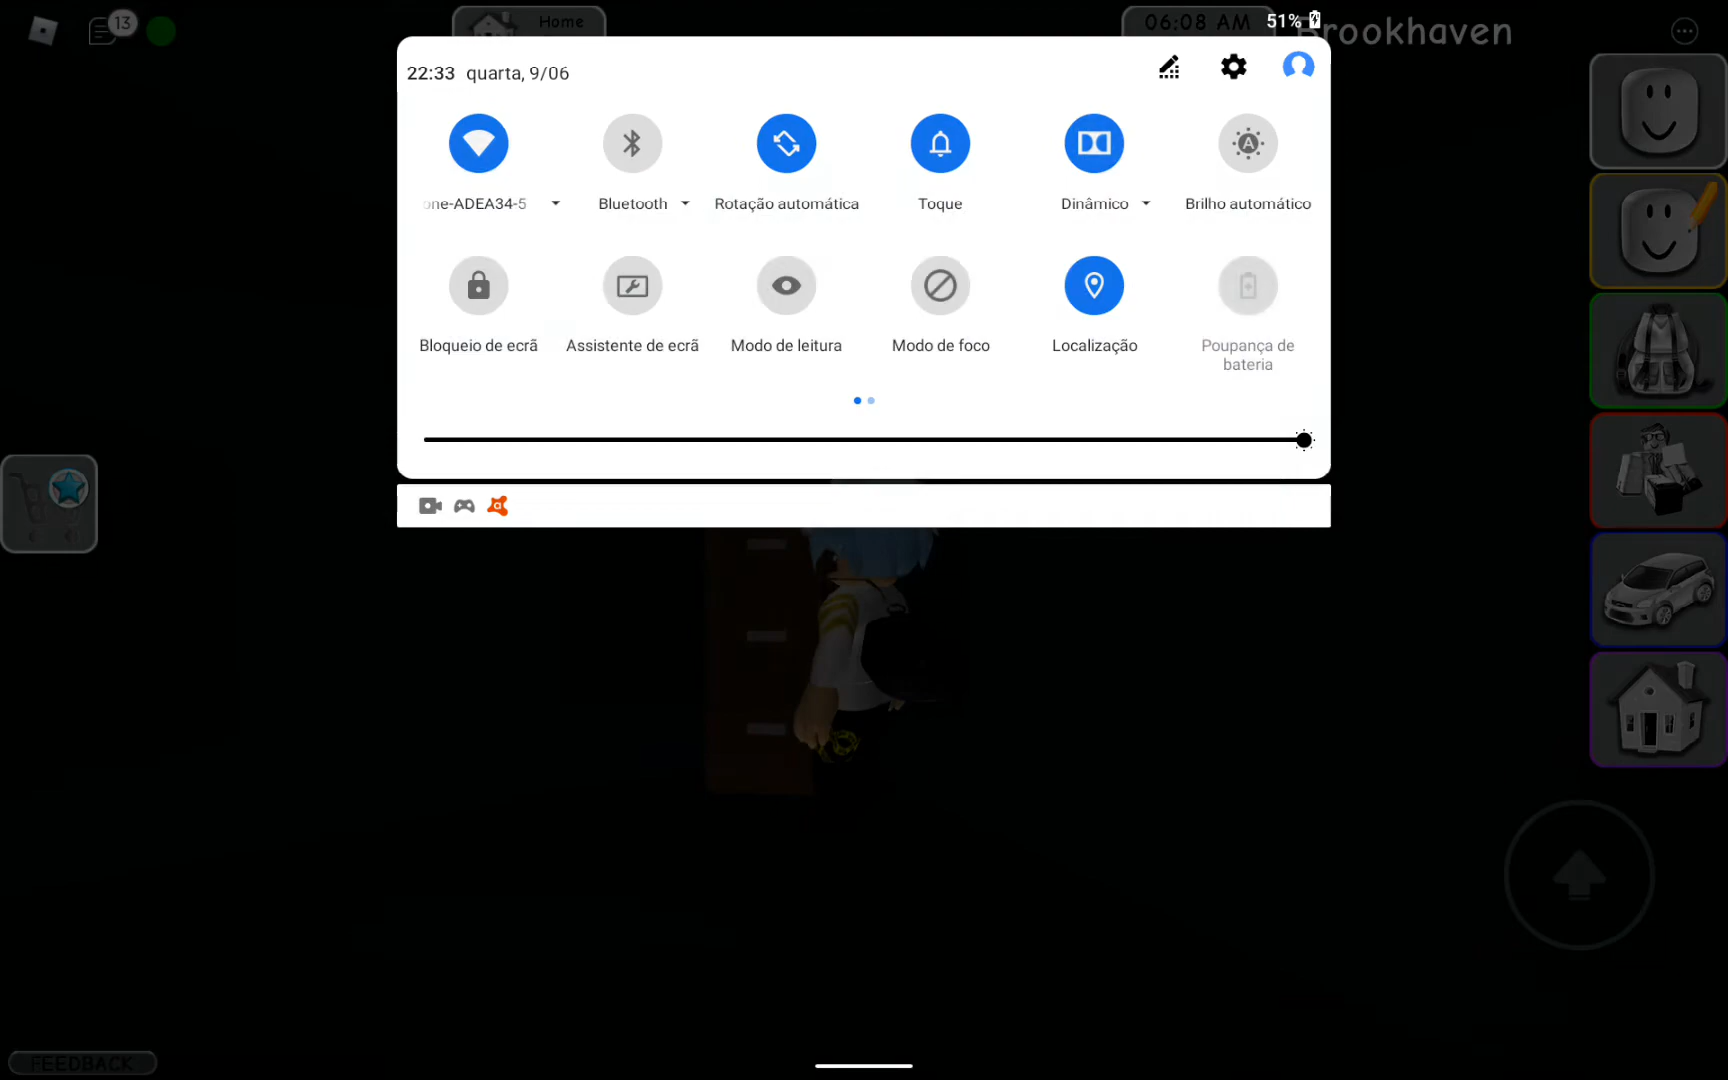 13
Home
06:08 AM
51%
Brookhaven
22:33 quarta, 9/06
one-ADEA34-5
Bluetooth
Rotação automática
Toque
Dinâmico
Brilho automático
A
Bloqueio de ecrã
Assistente de ecrã
Modo de leitura
Modo de foco
Localização
Poupança de
bateria
FEEDBACK